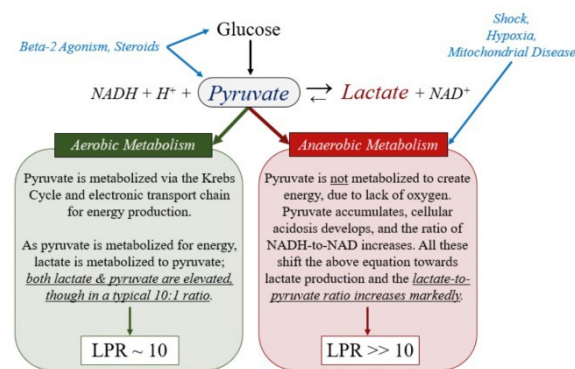 Glucose
Beta-2 Agonism, Steroids
Shock,
Hypoxia,
Mitochondrial Disease
NADH + H⁺ + Pyruvate ⇌ Lactate + NAD⁺
Aerobic Metabolism
Pyruvate is metabolized via the Krebs
Cycle and electronic transport chain
for energy production.
As pyruvate is metabolized for energy,
lactate is metabolized to pyruvate;
both lactate & pyruvate are elevated,
though in a typical 10:1 ratio.
LPR ~ 10
Anaerobic Metabolism
Pyruvate is not metabolized to create
energy, due to lack of oxygen.
Pyruvate accumulates, cellular
acidosis develops, and the ratio of
NADH-to-NAD increases. All these
shift the above equation towards
lactate production and the lactate-to-
pyruvate ratio increases markedly.
LPR >> 10